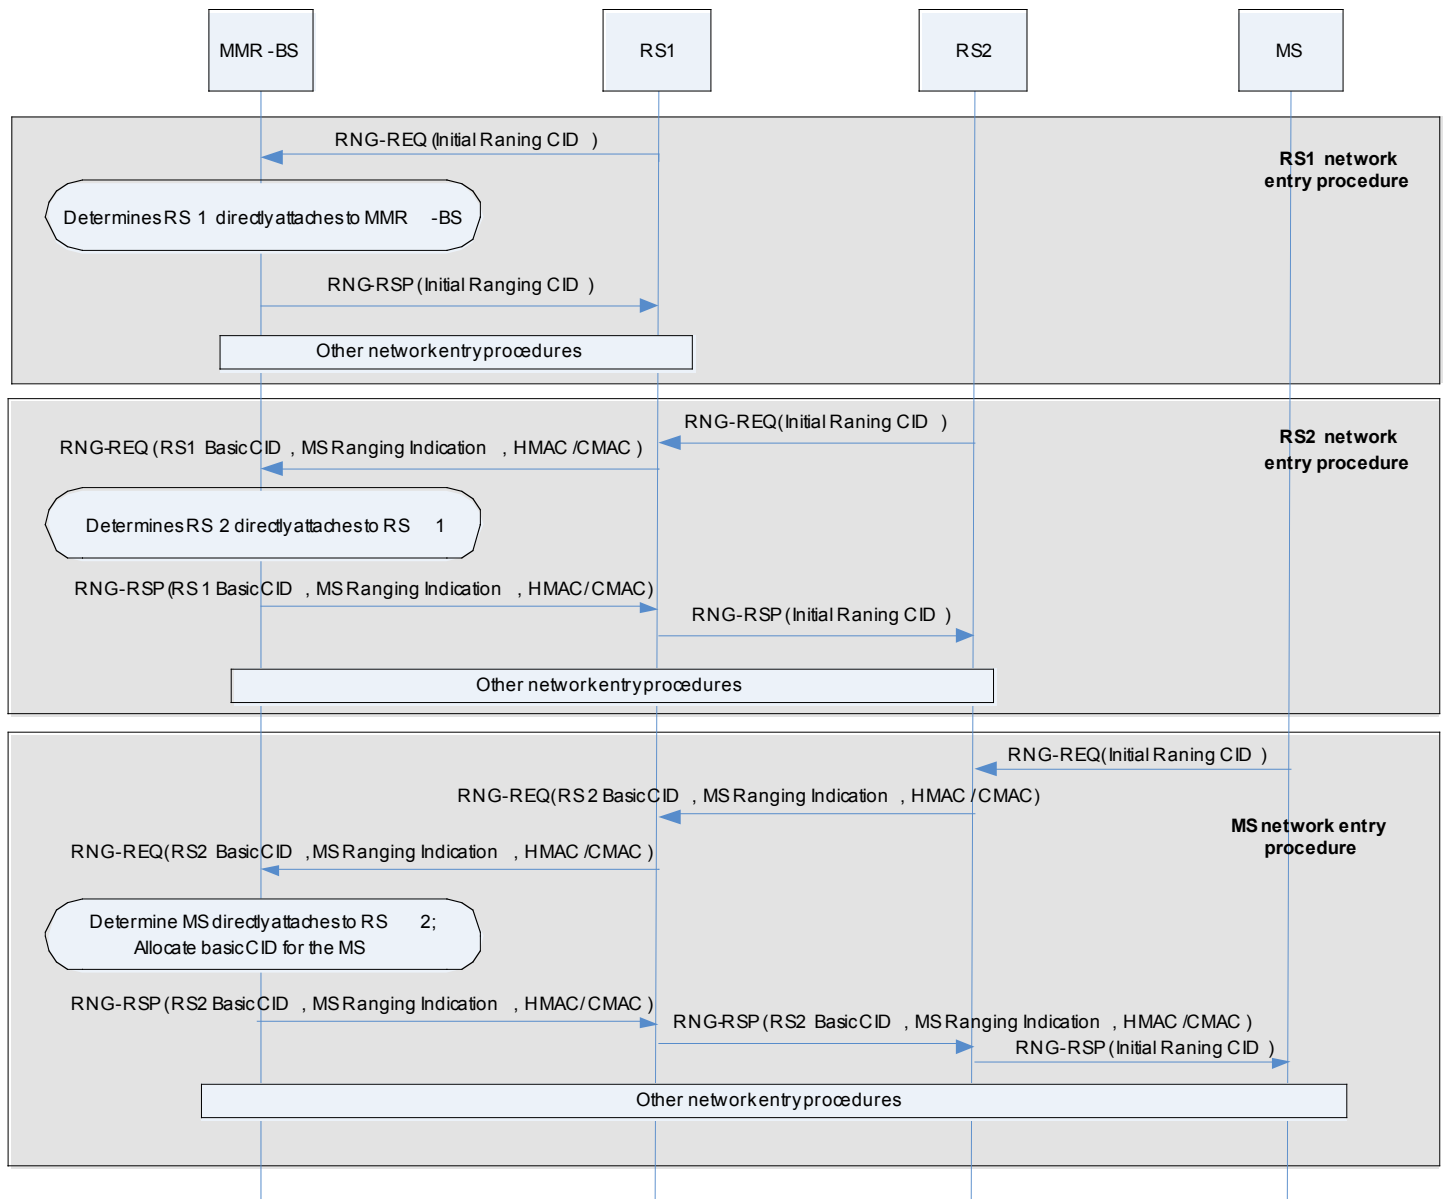 MMR -BS
RS1
RS2
MS
RNG-REQ (Initial Raning CID )
RS1 network
entry procedure
Determines RS 1 directly attaches to MMR -BS
RNG-RSP (Initial Ranging CID )
Other network entry procedures
RNG-REQ(Initial Raning CID )
RNG-REQ (RS1 Basic CID , MS Ranging Indication , HMAC /CMAC )
RS2 network
entry procedure
Determines RS 2 directly attaches to RS 1
RNG-RSP(RS 1 Basic CID , MS Ranging Indication , HMAC/ CMAC)
RNG-RSP (Initial Raning CID )
Other network entry procedures
RNG-REQ(Initial Raning CID )
RNG-REQ(RS 2 Basic CID , MS Ranging Indication , HMAC / CMAC)
MS network entry
procedure
RNG-REQ(RS2 Basic CID , MS Ranging Indication , HMAC /CMAC )
Determine MS directly attaches to RS 2;
Allocate basic CID for the MS
RNG-RSP (RS2 Basic CID , MS Ranging Indication , HMAC/ CMAC )
RNG-RSP (RS2 Basic CID , MS Ranging Indication , HMAC /CMAC )
RNG-RSP (Initial Raning CID )
Other network entry procedures